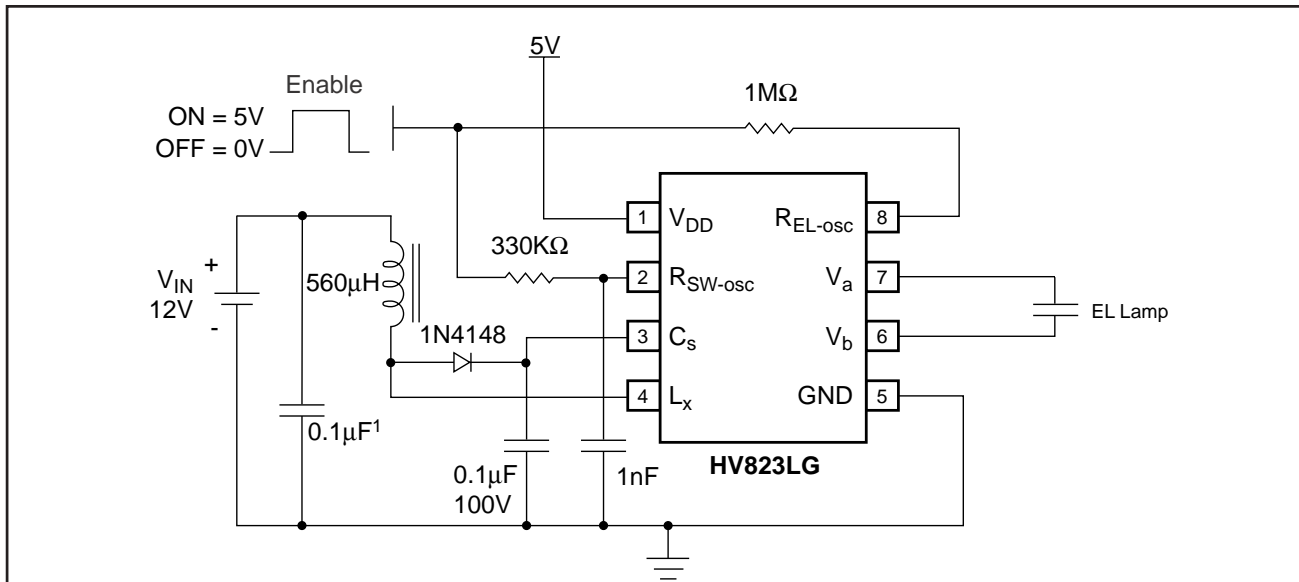 5V
Enable
ON = 5V
OFF = 0V
1MΩ
1 V_DD
R_EL-osc 8
330KΩ
2 R_SW-osc
V_a 7
560μH
V_IN
12V
+
-
1N4148
3 C_s
V_b 6
EL Lamp
4 L_x
GND 5
0.1μF¹
0.1μF
100V
1nF
HV823LG